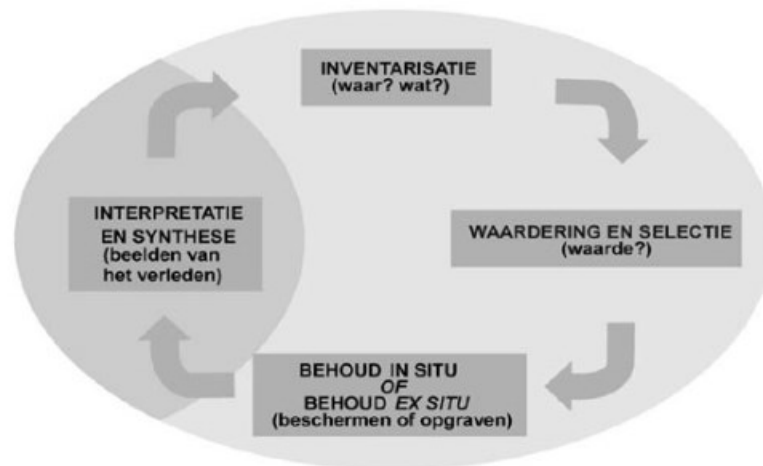 INVENTARISATIE
(waar? wat?)
WAARDERING EN SELECTIE
(waarde?)
BEHOUD IN SITU
OF
BEHOUD EX SITU
(beschermen of opgraven)
INTERPRETATIE
EN SYNTHESE
(beelden van
het verleden)